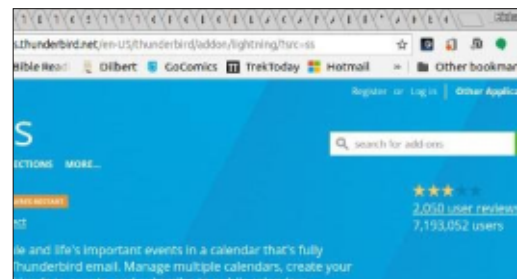 s.thunderbird.net/en-US/thunderbird/addon/lightning/?src=ss
Bible Read Dilbert GoComics TrekToday Hotmail » Other bookmar
Register or Log in | Other Applica
S
search for add-ons
ECTIONS MORE...
2,050 user reviews
7,193,052 users
le and life's important events in a calendar that's fully
Thunderbird email. Manage multiple calendars, create your